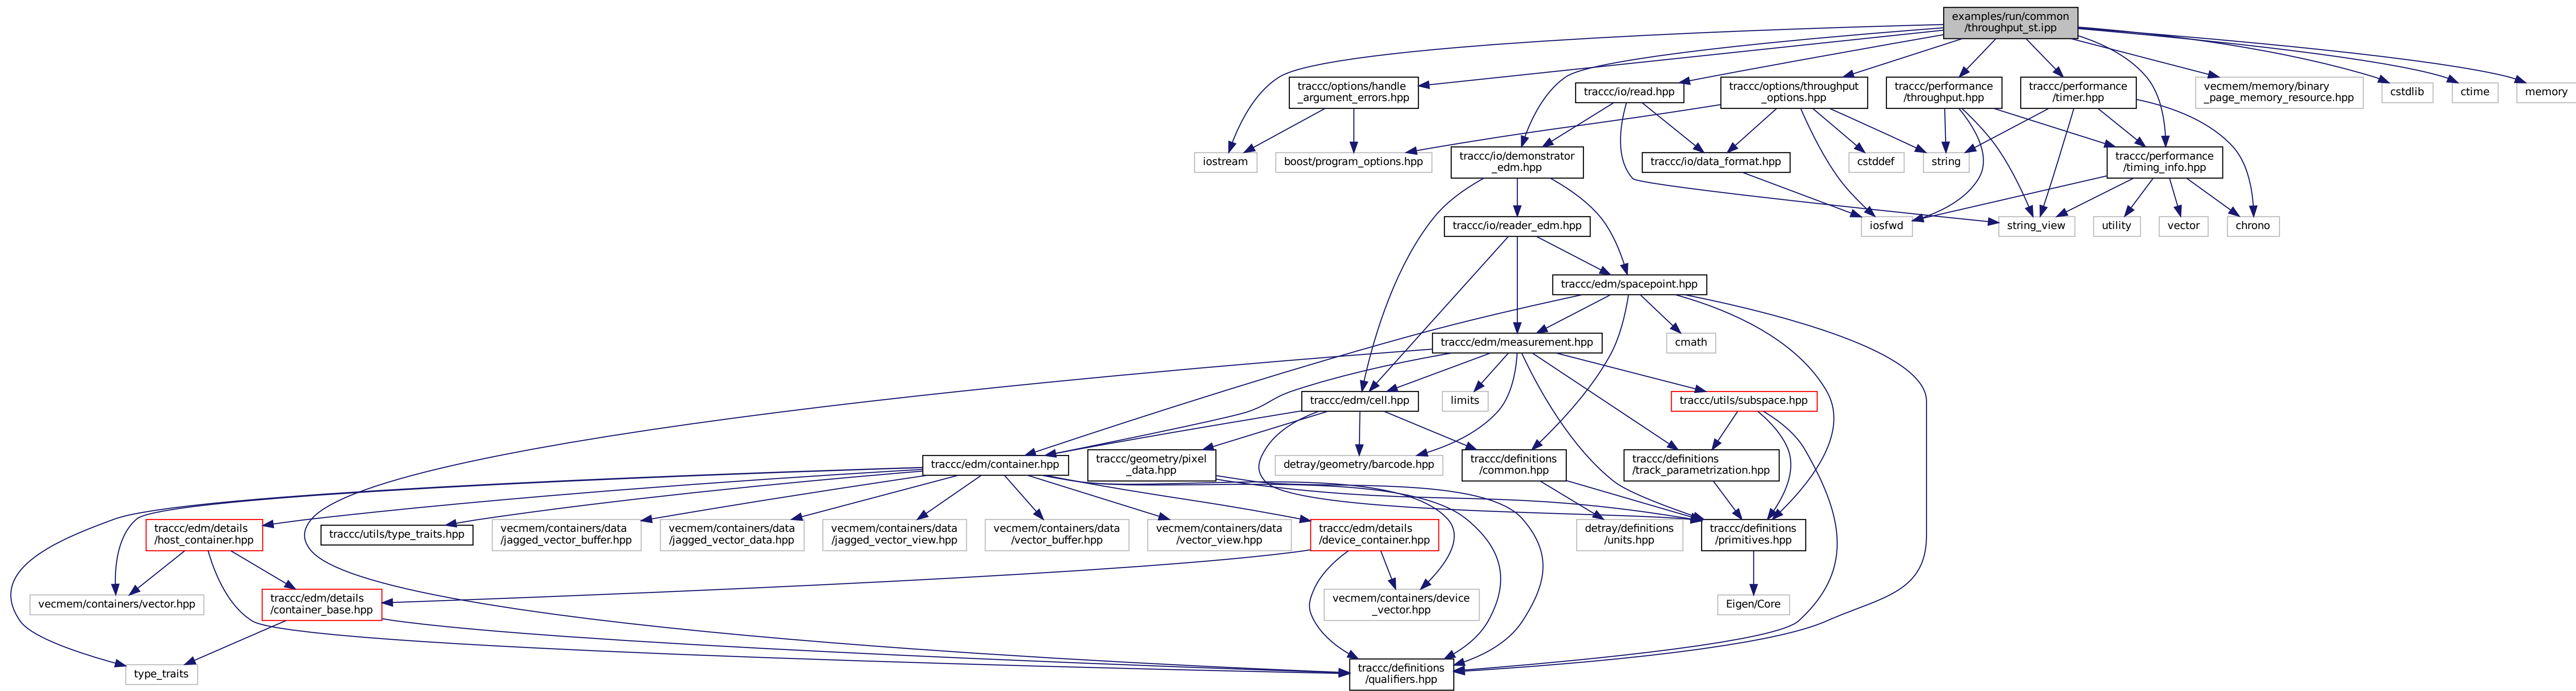 examples/run/common
/throughput_st.ipp
traccc/options/handle
_argument_errors.hpp
traccc/io/read.hpp
traccc/options/throughput
_options.hpp
traccc/performance
/throughput.hpp
traccc/performance
/timer.hpp
vecmem/memory/binary
_page_memory_resource.hpp
cstdlib
ctime
memory
iostream
boost/program_options.hpp
traccc/io/demonstrator
_edm.hpp
traccc/io/data_format.hpp
cstddef
string
traccc/performance
/timing_info.hpp
traccc/io/reader_edm.hpp
iosfwd
string_view
utility
vector
chrono
traccc/edm/spacepoint.hpp
traccc/edm/measurement.hpp
cmath
traccc/edm/cell.hpp
limits
traccc/utils/subspace.hpp
traccc/edm/container.hpp
traccc/geometry/pixel
_data.hpp
detray/geometry/barcode.hpp
traccc/definitions
/common.hpp
traccc/definitions
/track_parametrization.hpp
traccc/edm/details
/host_container.hpp
traccc/utils/type_traits.hpp
vecmem/containers/data
/jagged_vector_buffer.hpp
vecmem/containers/data
/jagged_vector_data.hpp
vecmem/containers/data
/jagged_vector_view.hpp
vecmem/containers/data
/vector_buffer.hpp
vecmem/containers/data
/vector_view.hpp
traccc/edm/details
/device_container.hpp
detray/definitions
/units.hpp
traccc/definitions
/primitives.hpp
vecmem/containers/vector.hpp
traccc/edm/details
/container_base.hpp
vecmem/containers/device
_vector.hpp
Eigen/Core
type_traits
traccc/definitions
/qualifiers.hpp